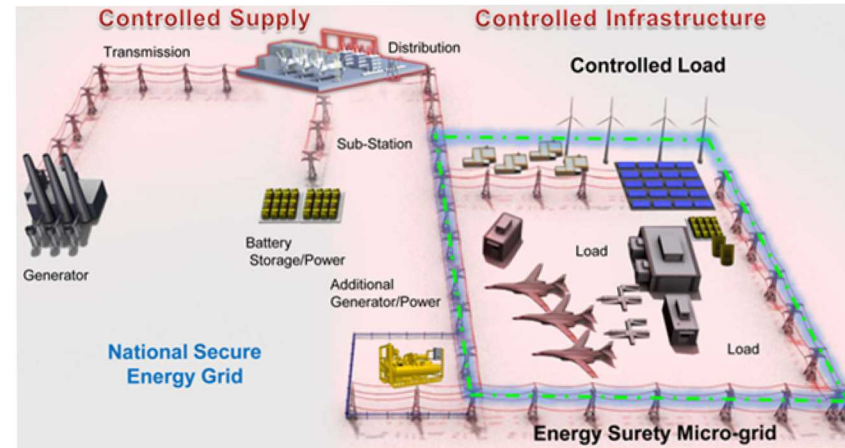 Controlled Supply
Controlled Infrastructure
Transmission
Distribution
Controlled Load
Sub-Station
Battery
Storage/Power
Load
Generator
Additional
Generator/Power
National Secure
Energy Grid
Load
Energy Surety Micro-grid